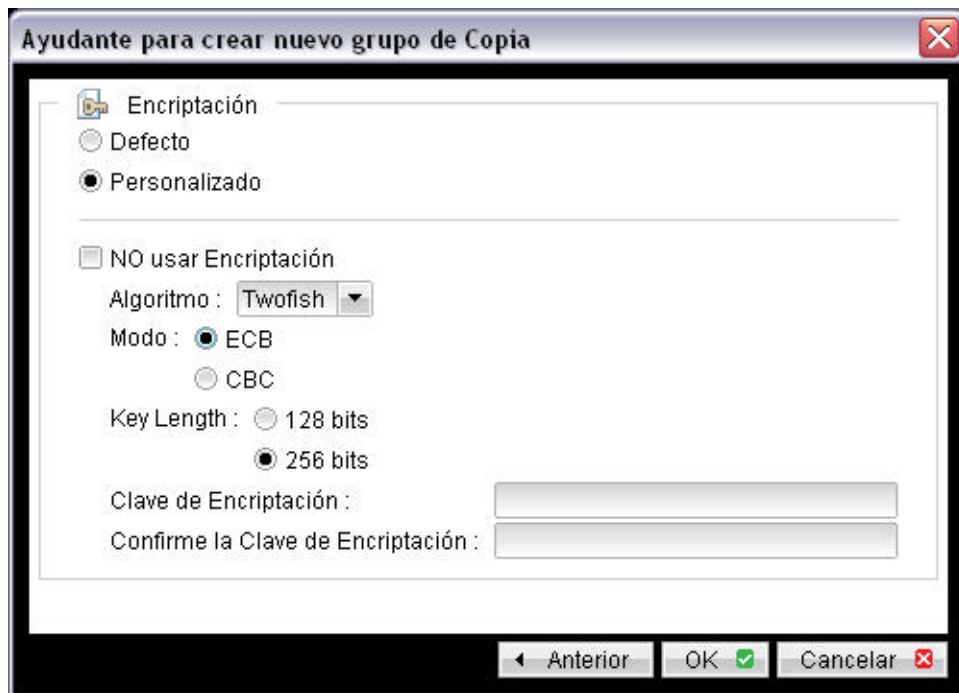 Ayudante para crear nuevo grupo de Copia
Encriptación
Defecto
Personalizado
NO usar Encriptación
Algoritmo : Twofish
Modo : ECB
CBC
Key Length : 128 bits
256 bits
Clave de Encriptación :
Confirme la Clave de Encriptación :
Anterior OK Cancelar